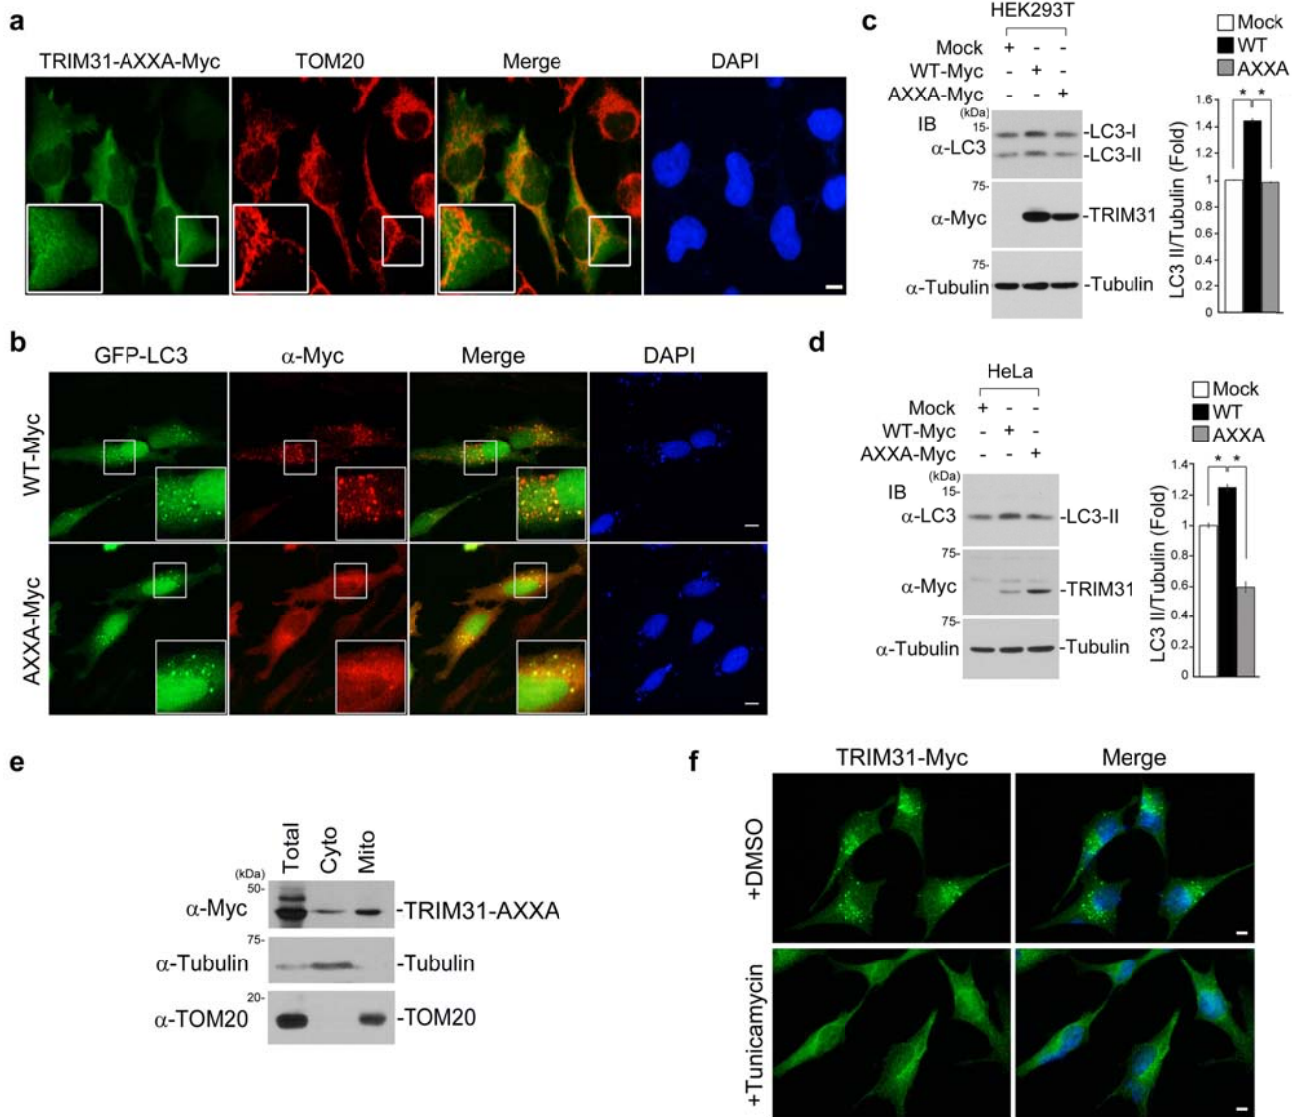 a
TRIM31-AXXA-Myc TOM20 Merge DAPI
b
GFP-LC3 α-Myc Merge DAPI
WT-Myc
AXXA-Myc
c
HEK293T
Mock + - -
WT-Myc - + -
AXXA-Myc - - +
(kDa)
IB
15-
α-LC3
-LC3-I
-LC3-II
75-
α-Myc -TRIM31
75-
α-Tubulin -Tubulin
Mock
WT
AXXA
* *
LC3 II/Tubulin (Fold)
1.6
1.4
1.2
1
0.8
0.6
0.4
0.2
0
d
HeLa
Mock + - -
WT-Myc - + -
AXXA-Myc - - +
(kDa)
IB
15-
α-LC3 -LC3-II
75-
α-Myc -TRIM31
75-
α-Tubulin -Tubulin
Mock
WT
AXXA
* *
LC3 II/Tubulin (Fold)
1.4
1.2
1
0.8
0.6
0.4
0.2
0
e
Total Cyto Mito
(kDa)
50-
α-Myc -TRIM31-AXXA
75-
α-Tubulin -Tubulin
20-
α-TOM20 -TOM20
f
TRIM31-Myc Merge
+DMSO
+Tunicamycin